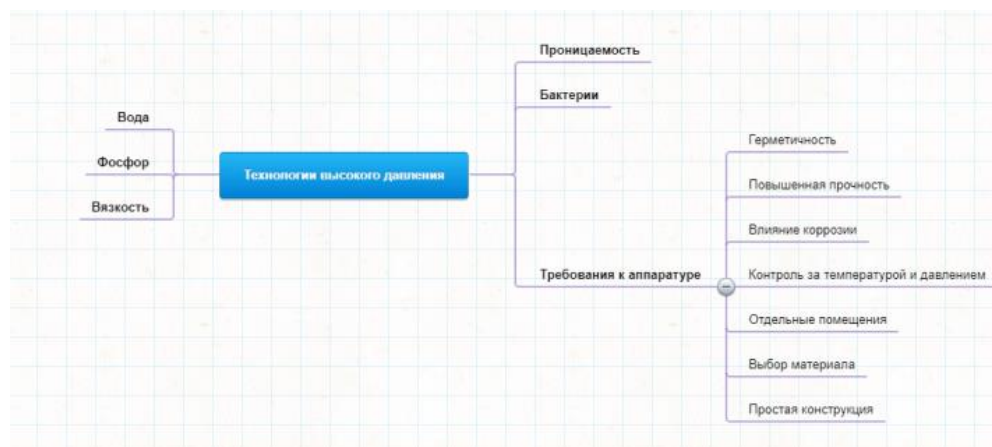 Проницаемость
Бактерии
Вода
Фосфор
Вязкость
Технологии высокого давления
Требования к аппаратуре
Герметичность
Повышенная прочность
Влияние коррозии
Контроль за температурой и давлением
Отдельные помещения
Выбор материала
Простая конструкция